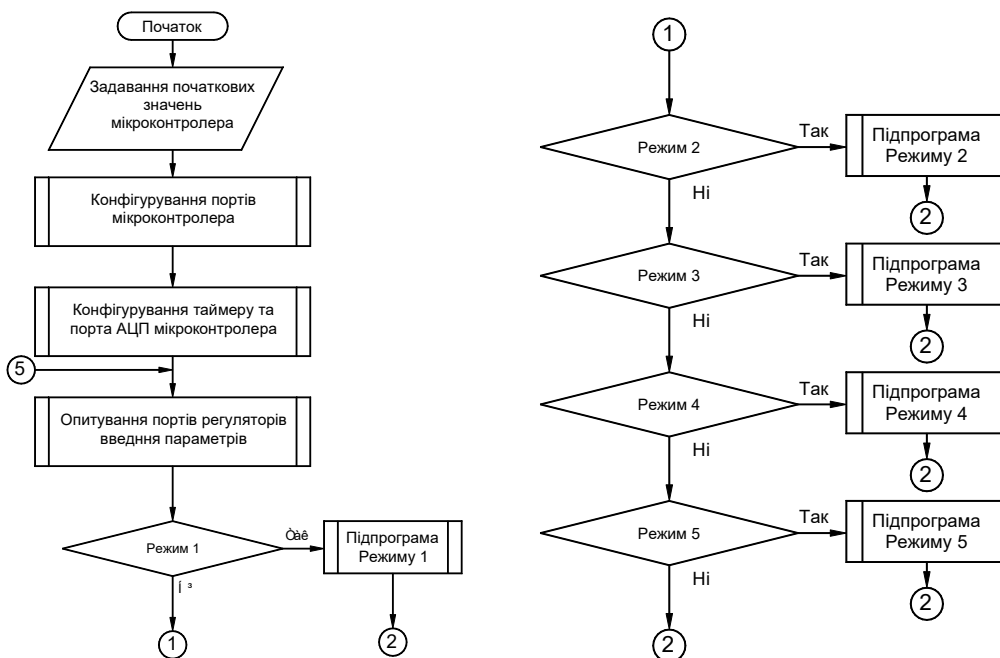 Початок
Задавання початкових
значень
мікроконтролера
Конфігурування портів
мікроконтролера
Конфігурування таймеру та
порта АЦП мікроконтролера
5
Опитування портів регуляторів
введння параметрів
Режим 1
Òàê
Підпрограма
Режиму 1
Í ³
1
2
1
Режим 2
Так
Підпрограма
Режиму 2
Ні
2
Режим 3
Так
Підпрограма
Режиму 3
Ні
2
Режим 4
Так
Підпрограма
Режиму 4
Ні
2
Режим 5
Так
Підпрограма
Режиму 5
Ні
2
2